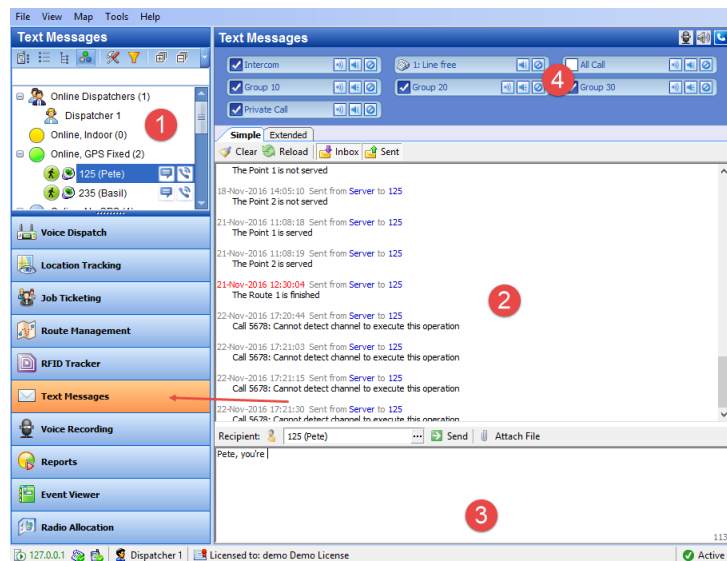 File View Map Tools Help
Text Messages
Online Dispatchers (1)
Dispatcher 1
1
Online, Indoor (0)
Online, GPS Fixed (2)
125 (Pete)
235 (Basil)
Voice Dispatch
Location Tracking
Job Ticketing
Route Management
RFID Tracker
Text Messages
Voice Recording
Reports
Event Viewer
Radio Allocation
Text Messages
Intercom
1: Line free
All Call
4
Group 10
Group 20
Group 30
Private Call
Simple Extended
Clear Reload Inbox Sent
The Point 1 is not served
18-Nov-2016 14:05:10 Sent from Server to 125
The Point 2 is not served
21-Nov-2016 11:08:18 Sent from Server to 125
The Point 1 is served
21-Nov-2016 11:08:19 Sent from Server to 125
The Point 2 is served
21-Nov-2016 12:30:04 Sent from Server to 125
The Route 1 is finished
2
22-Nov-2016 17:20:44 Sent from Server to 125
Call 5678: Cannot detect channel to execute this operation
22-Nov-2016 17:21:03 Sent from Server to 125
Call 5678: Cannot detect channel to execute this operation
22-Nov-2016 17:21:15 Sent from Server to 125
Call 5678: Cannot detect channel to execute this operation
22-Nov-2016 17:21:30 Sent from Server to 125
Call 5678: Cannot detect channel to execute this operation
Recipient: 125 (Pete) ... Send Attach File
Pete, you're
3
113
127.0.0.1 Dispatcher 1 Licensed to: demo Demo License Active